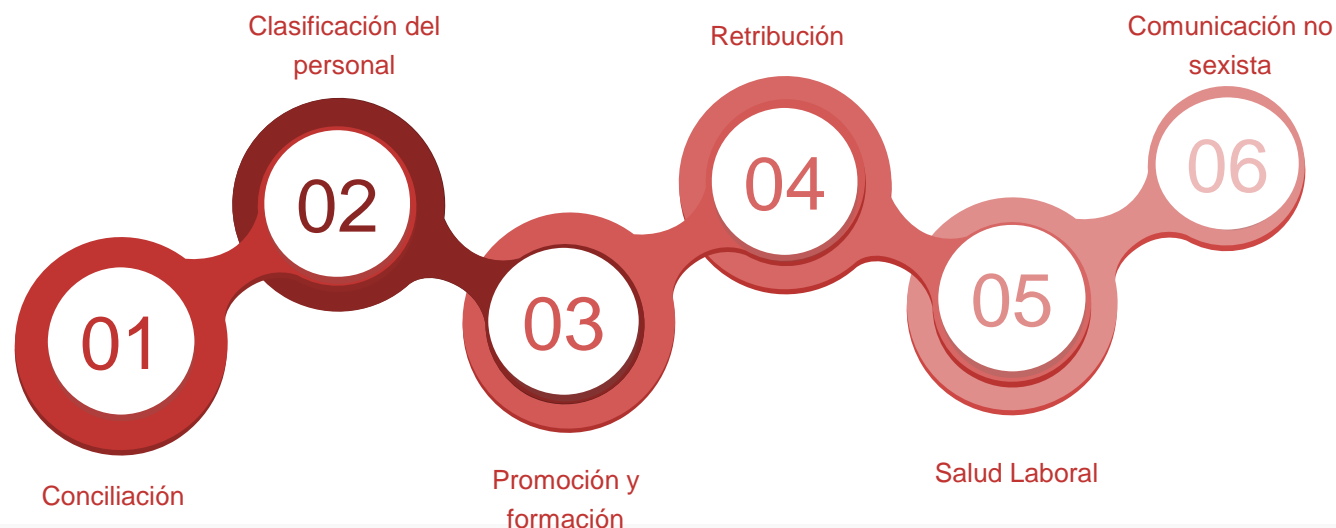 01
Conciliación
Clasificación del
personal
02
03
Promoción y
formación
Retribución
04
05
Salud Laboral
Comunicación no
sexista
06